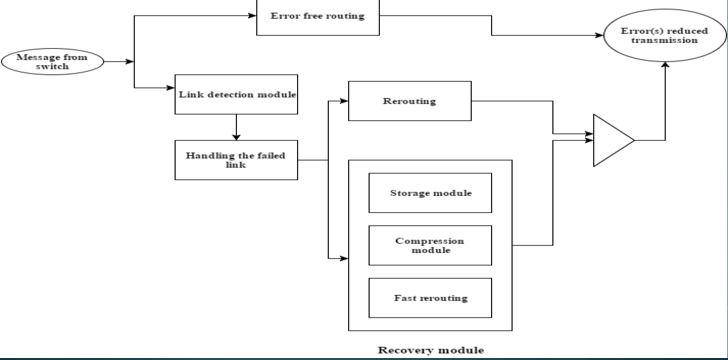 Error free routing
Error(s) reduced
transmission
Message from
switch
Link detection module
Rerouting
Handling the failed
link
Storage module
Compression
module
Fast rerouting
Recovery module